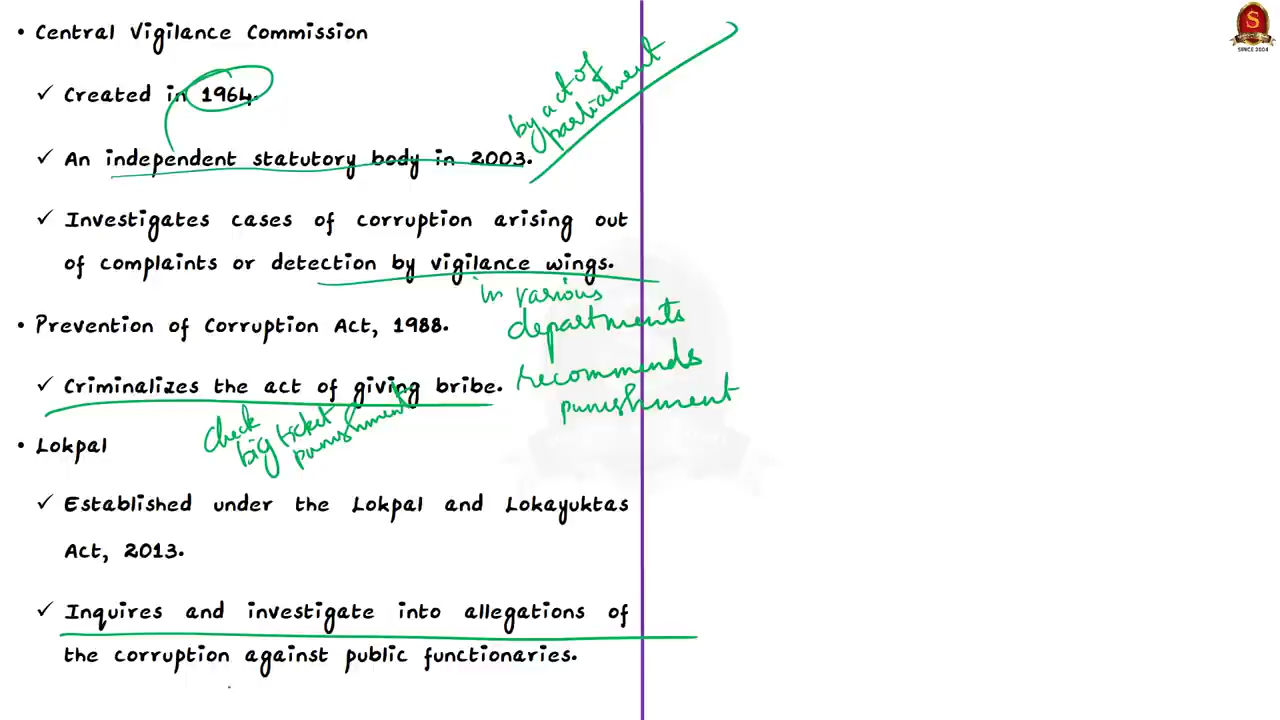 • Central Vigilance Commission
✓ Created in 1964.
by act of
parliament
✓ An independent statutory body in 2003.
✓ Investigates cases of corruption arising out
of complaints or detection by vigilance wings.
in various
departments
recommends
punishment
• Prevention of Corruption Act, 1988.
✓ Criminalizes the act of giving bribe.
check
big ticket
punishment
• Lokpal
✓ Established under the Lokpal and Lokayuktas
Act, 2013.
✓ Inquires and investigate into allegations of
the corruption against public functionaries.
S
SINCE 2004